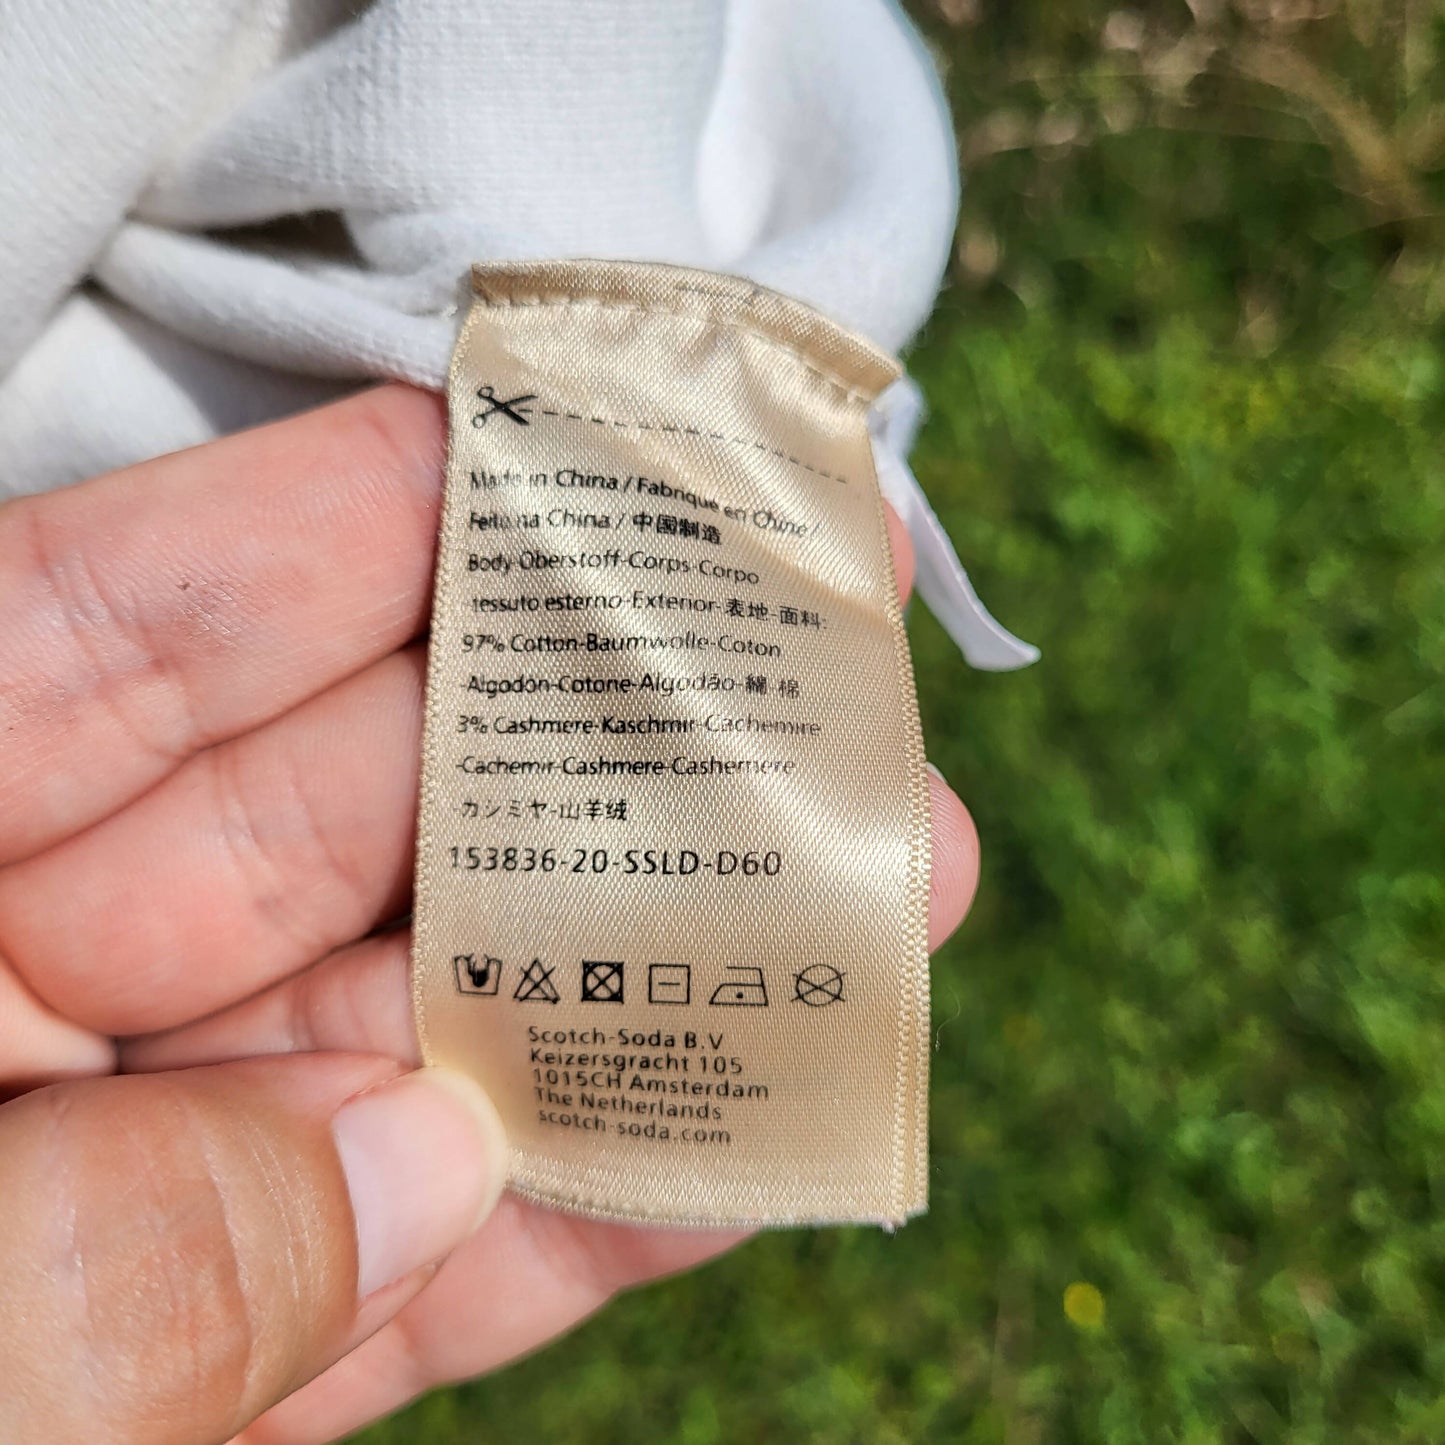 Made in China / Fabriqué en Chine /
Feito na China / 中国制造
Body-Oberstoff-Corps-Corpo
-tessuto esterno-Exterior-表地-面料-
97% Cotton-Baumwolle-Coton
-Algodón-Cotone-Algodão-綿-棉
3% Cashmere-Kaschmir-Cachemire
-Cachemir-Cashmere-Cashemere
-カシミヤ-山羊绒
153836-20-SSLD-D60
Scotch-Soda B.V
Keizersgracht 105
1015CH Amsterdam
The Netherlands
scotch-soda.com